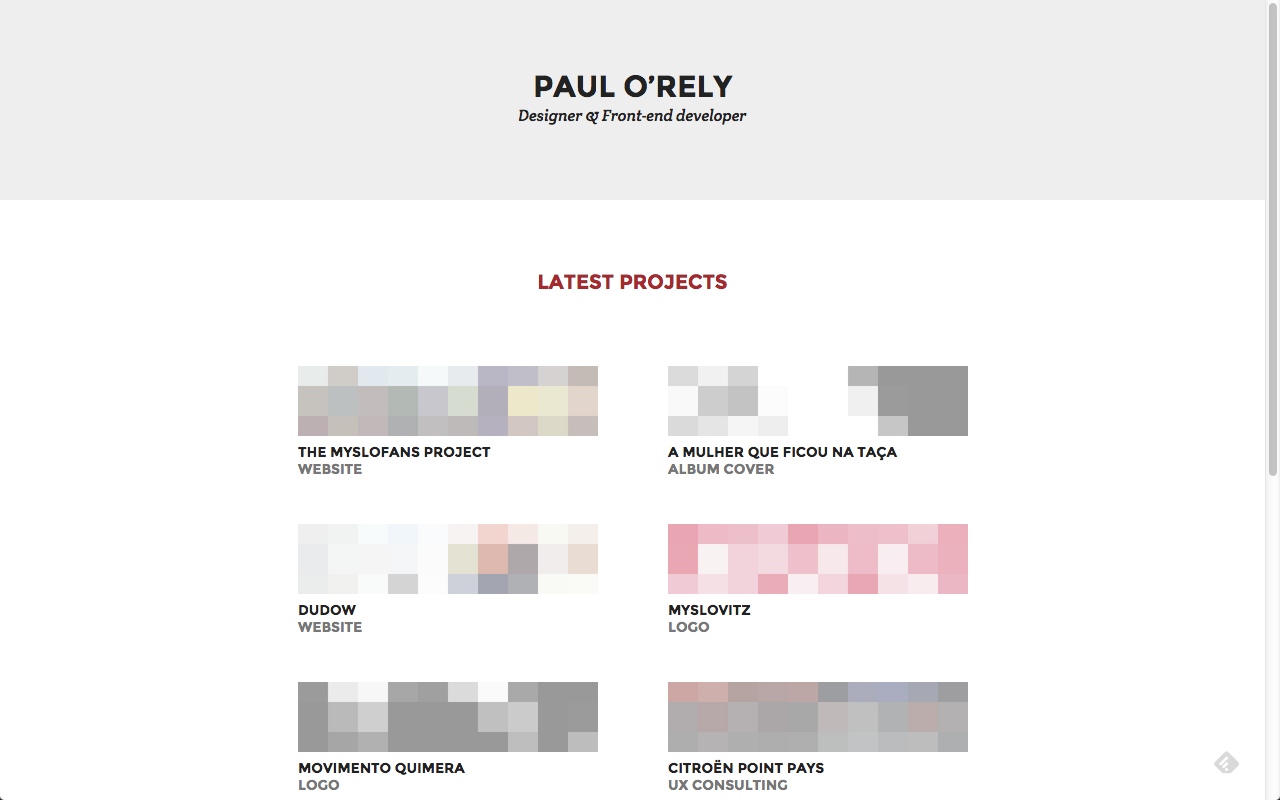 PAUL O’RELY
Designer & Front-end developer
LATEST PROJECTS
THE MYSLOFANS PROJECT
WEBSITE
A MULHER QUE FICOU NA TAÇA
ALBUM COVER
DUDOW
WEBSITE
MYSLOVITZ
LOGO
MOVIMENTO QUIMERA
LOGO
CITROËN POINT PAYS
UX CONSULTING